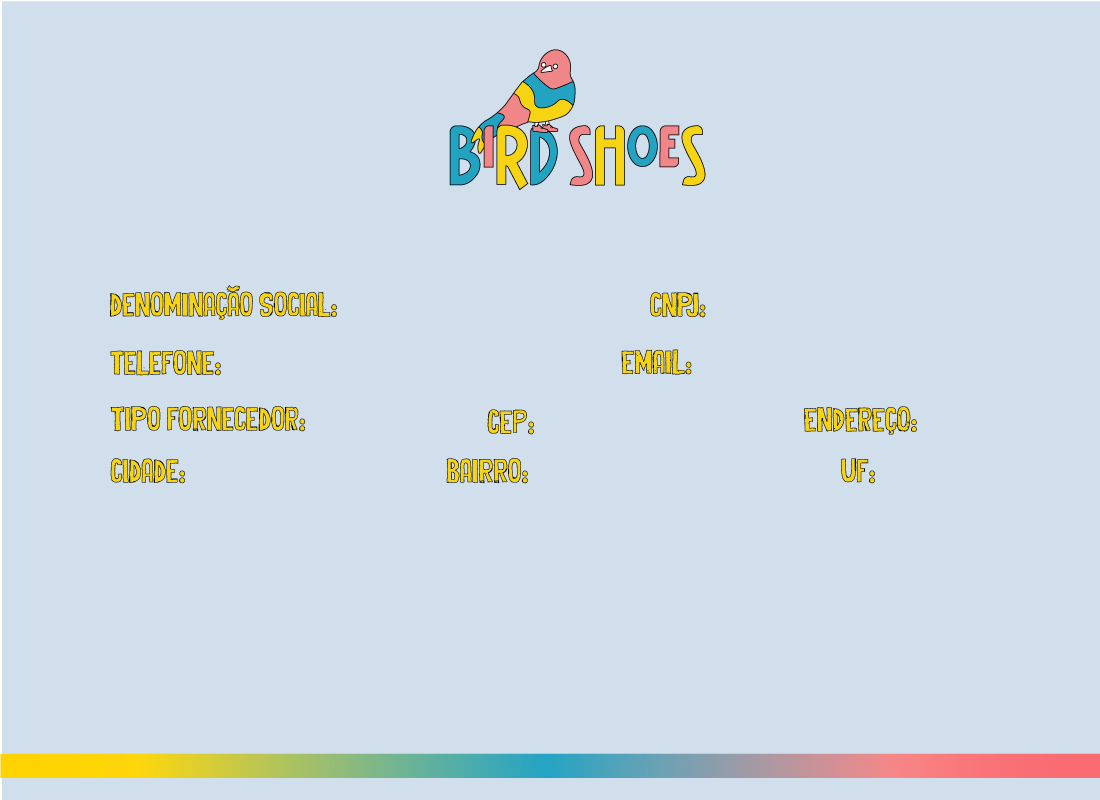 BIRD SHOES
DENOMINAÇÃO SOCIAL: CNPJ:
TELEFONE: EMAIL:
TIPO FORNECEDOR: CEP: ENDEREÇO:
CIDADE: BAIRRO: UF: